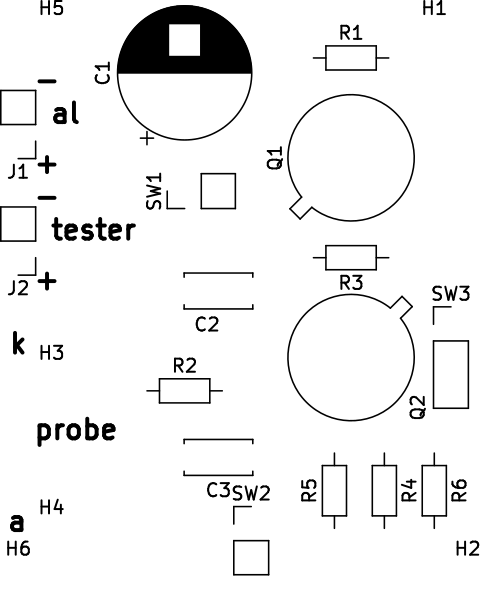 H5
H1
R1
C1
−
al
+
J1
+
Q1
SW1
−
tester
+
J2
R3
SW3
C2
k
H3
R2
Q2
probe
C3
SW2
R5
R4
R6
H4
a
H6
H2